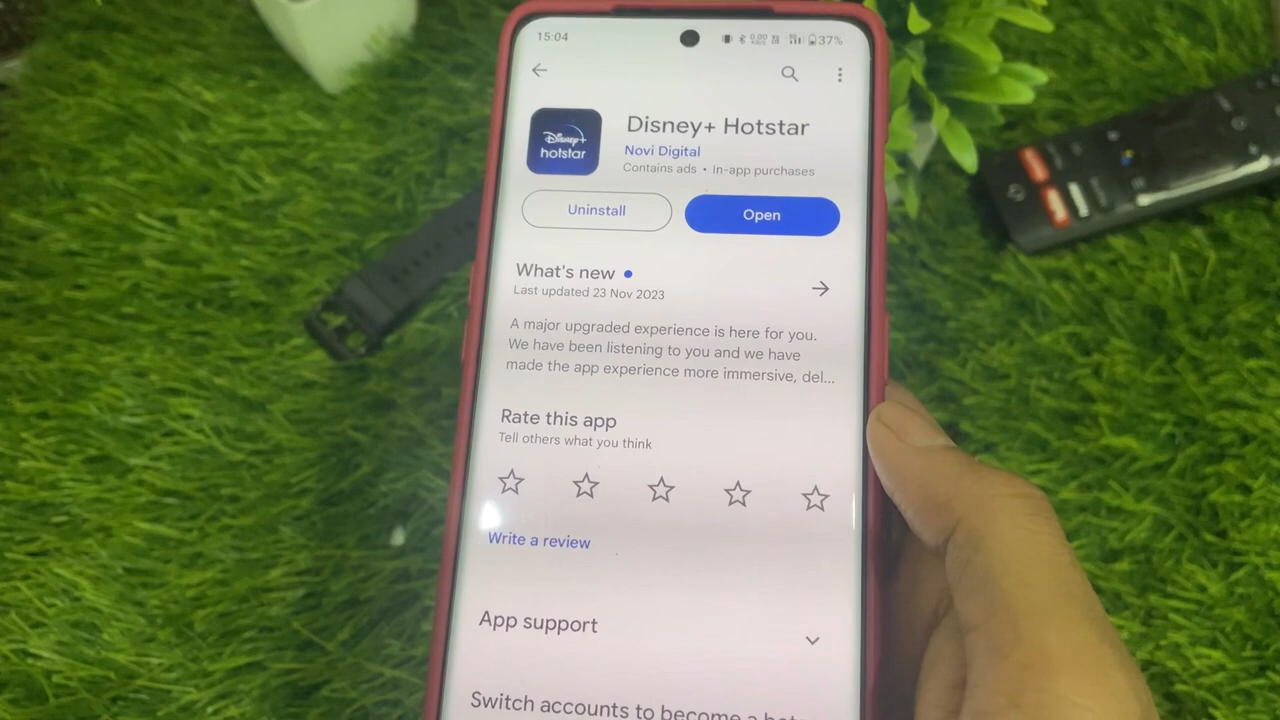 15:04
37%
Disney+
hotstar
Disney+ Hotstar
Novi Digital
Contains ads • In-app purchases
Uninstall
Open
What's new
Last updated 23 Nov 2023
A major upgraded experience is here for you.
We have been listening to you and we have
made the app experience more immersive, del...
Rate this app
Tell others what you think
Write a review
App support
Switch accounts to become a